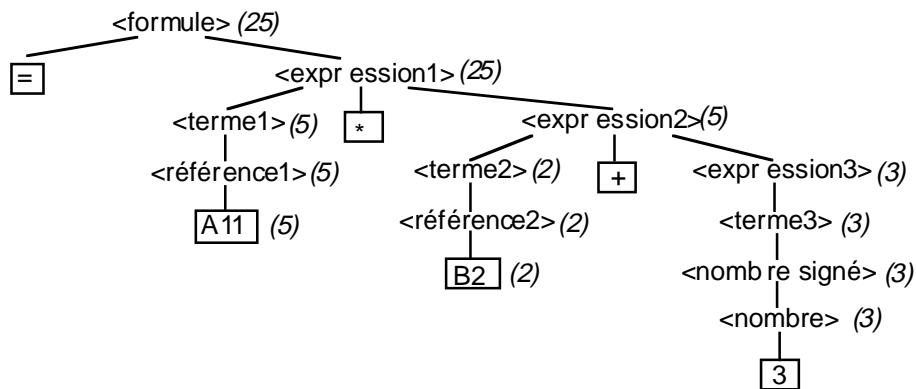 <formule> (25)
=
<expr ession1> (25)
<terme1> (5)
*
<expr ession2> (5)
<référence1> (5)
<terme2> (2)
+
<expr ession3> (3)
A11 (5)
<référence2> (2)
<terme3> (3)
B2 (2)
<nomb re signé> (3)
<nombre> (3)
3